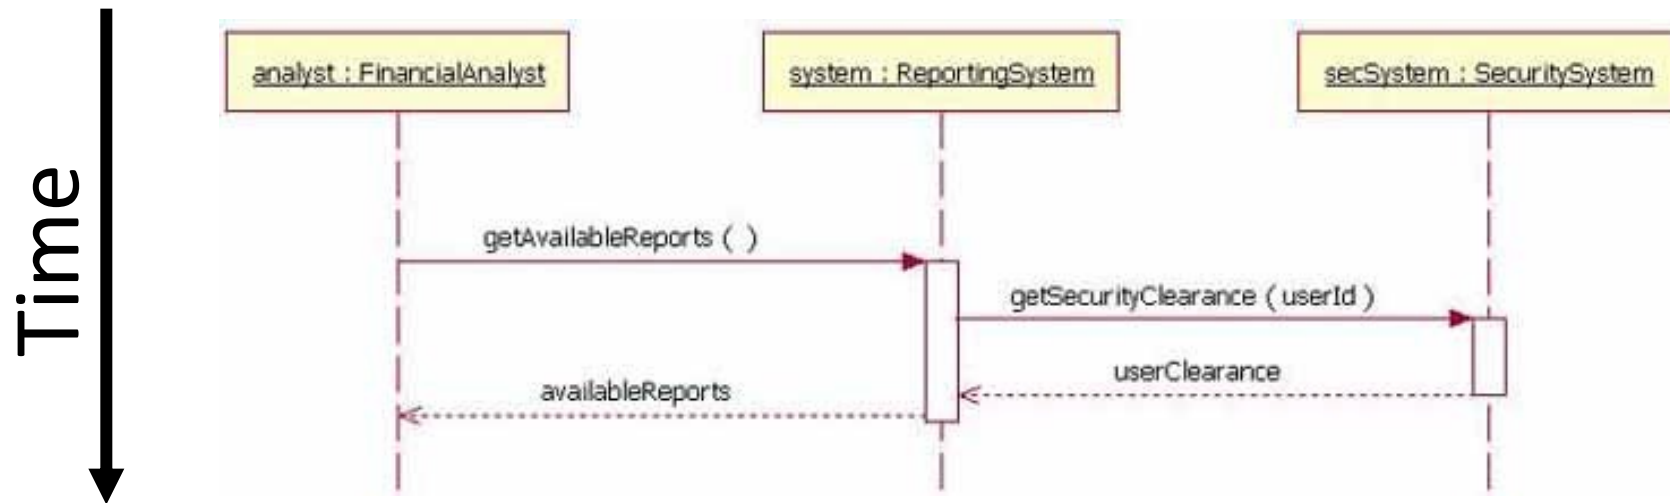 Time
analyst : FinancialAnalyst
system : ReportingSystem
secSystem : SecuritySystem
getAvailableReports ( )
getSecurityClearance ( userId )
userClearance
availableReports